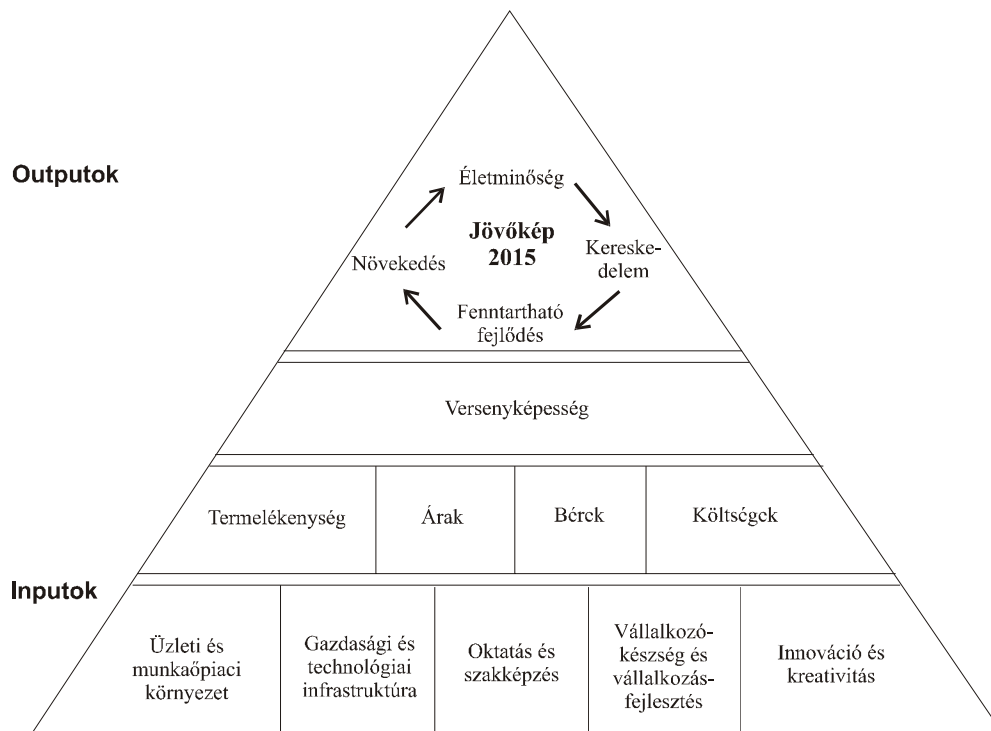 Outputok
Életminőség
Jövőkép
2015
Kereske-
delem
Növekedés
Fenntartható
fejlődés
Versenyképesség
Termelékenység
Árak
Bérek
Költségek
Inputok
Üzleti és
munkaőpiaci
környezet
Gazdasági és
technológiai
infrastruktúra
Oktatás és
szakképzés
Vállalkozó-
készség és
vállalkozás-
fejlesztés
Innováció és
kreativitás